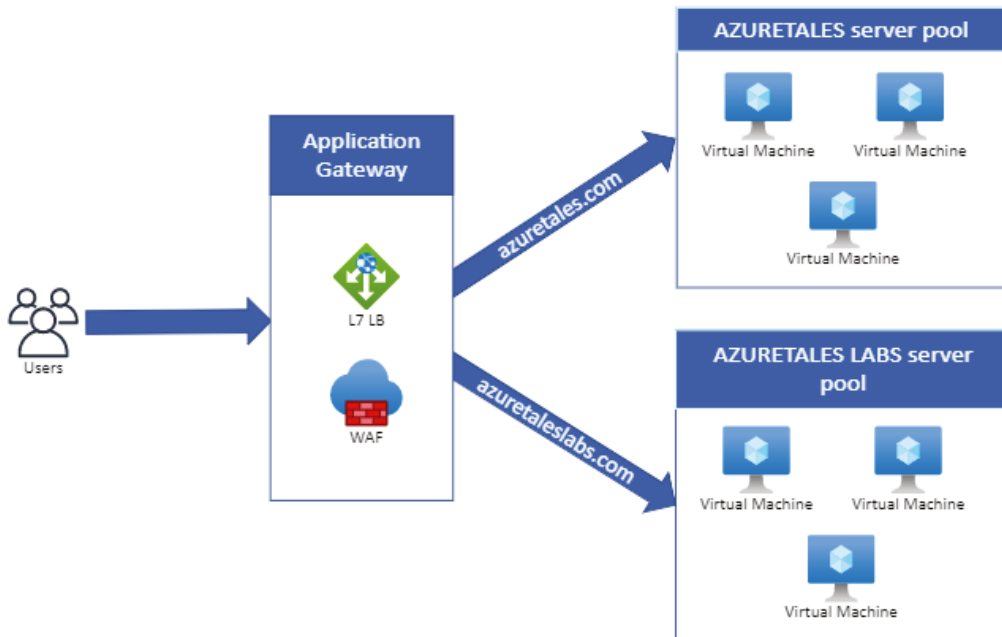 Users
Application
Gateway
L7 LB
WAF
azuretales.com
azuretaleslabs.com
AZURETALES server pool
Virtual Machine
Virtual Machine
Virtual Machine
AZURETALES LABS server
pool
Virtual Machine
Virtual Machine
Virtual Machine